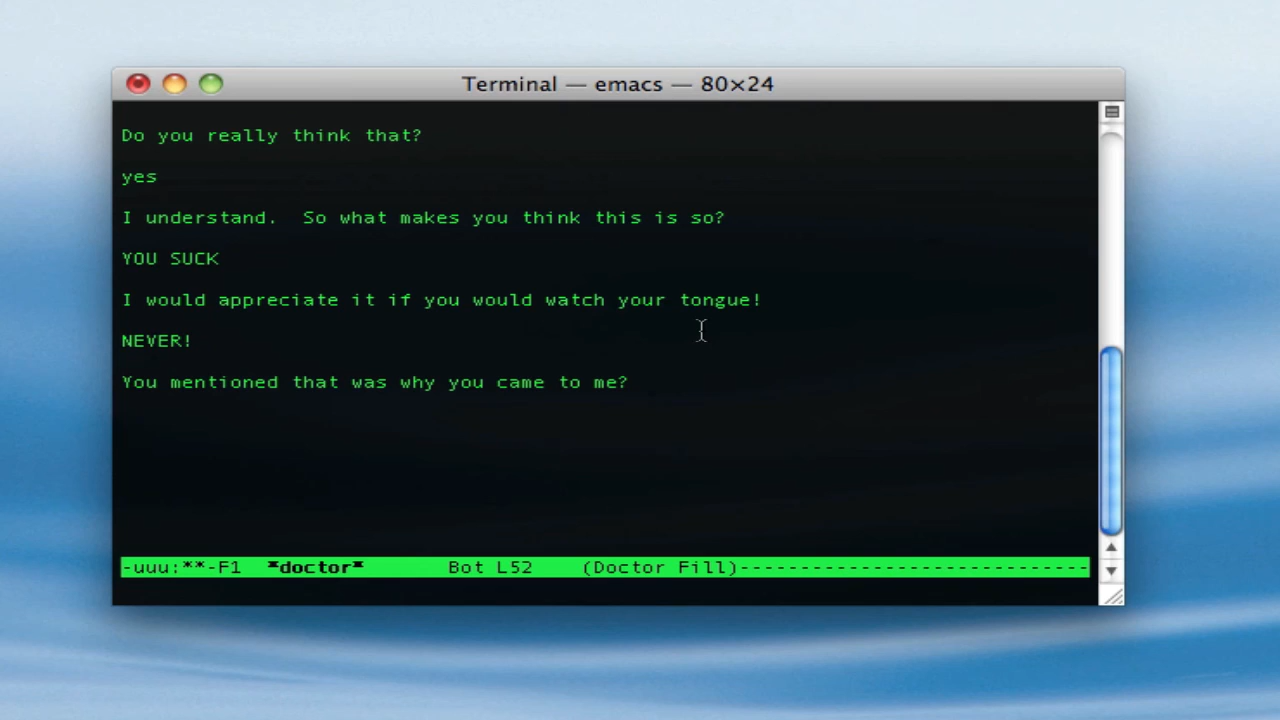 Terminal — emacs — 80×24
Do you really think that?
yes
I understand.  So what makes you think this is so?
YOU SUCK
I would appreciate it if you would watch your tongue!
NEVER!
You mentioned that was why you came to me?
-uuu:**-F1  *doctor*       Bot L52    (Doctor Fill)-----------------------------